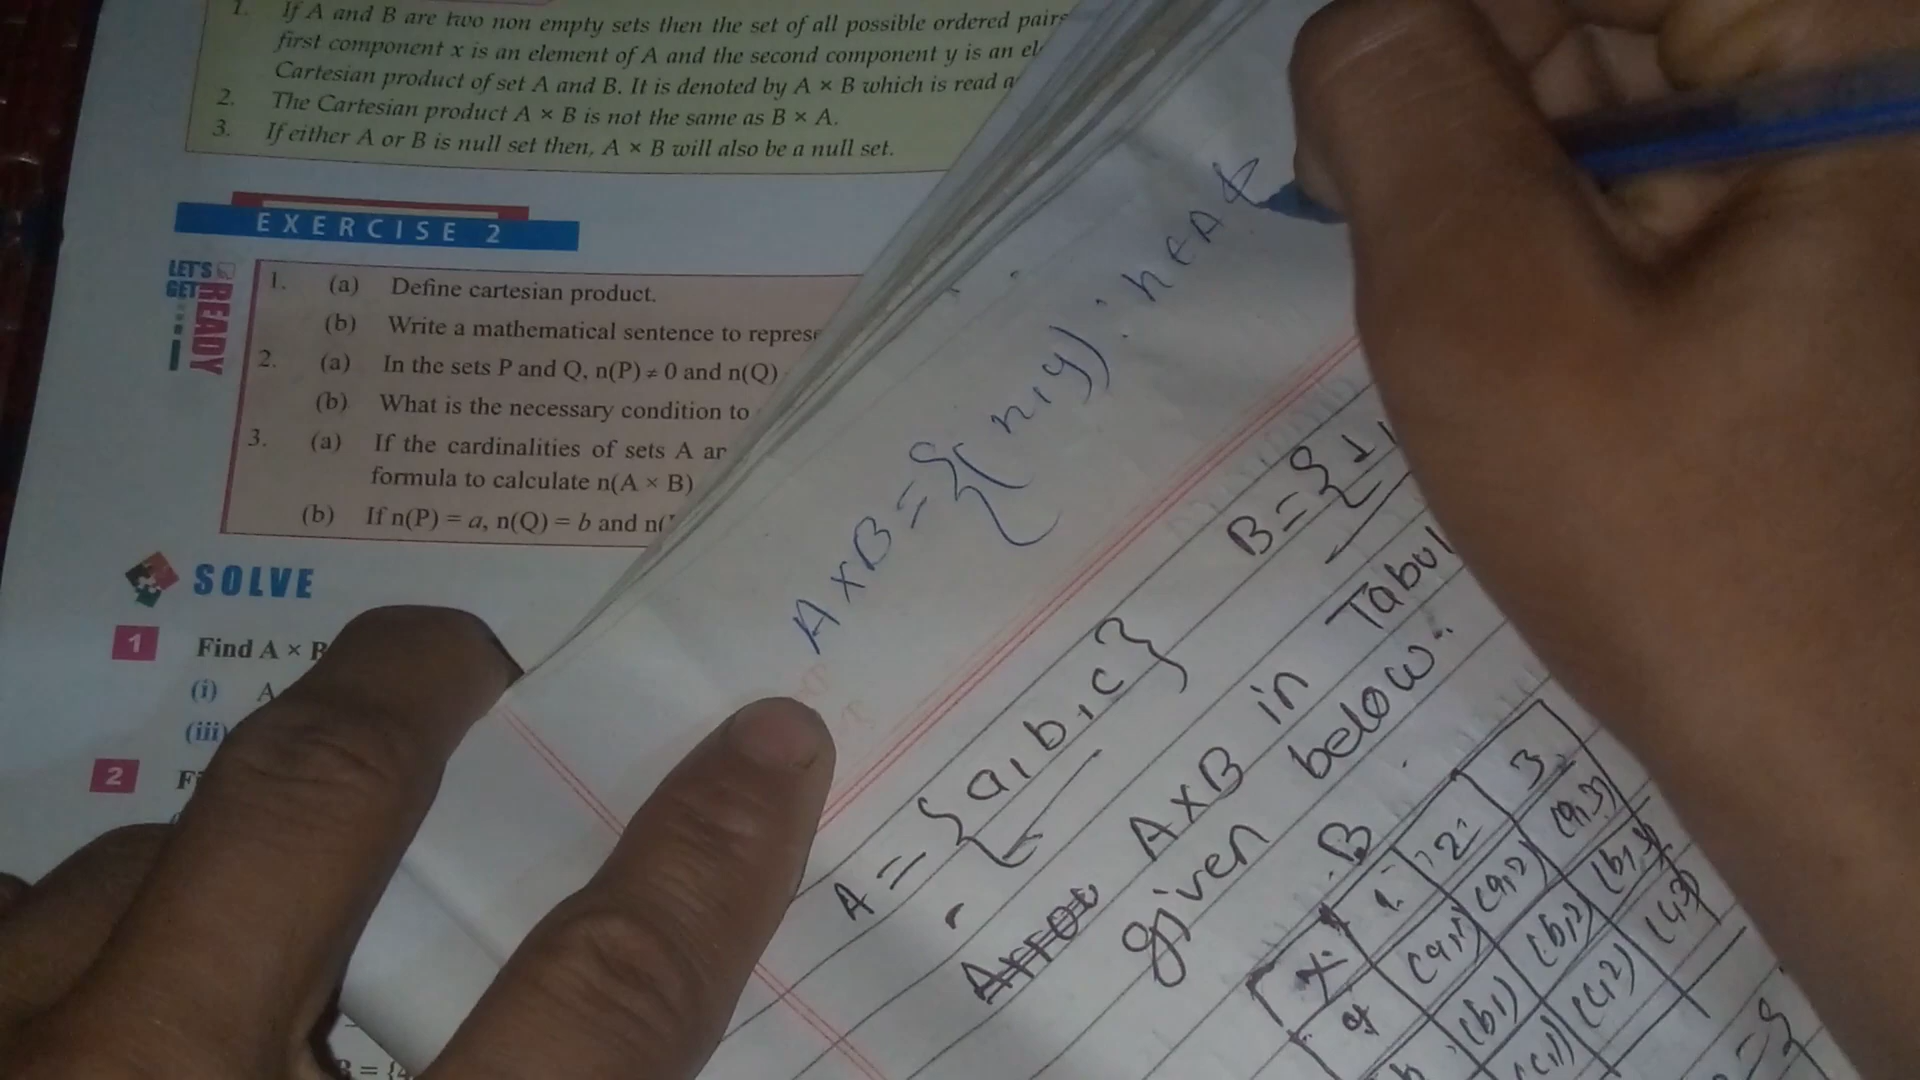 1. If A and B are two non empty sets then the set of all possible ordered pairs
first component x is an element of A and the second component y is an
Cartesian product of set A and B. It is denoted by A × B which is read
2. The Cartesian product A × B is not the same as B × A.
3. If either A or B is null set then, A × B will also be a null set.
EXERCISE 2
LET'S GET READY
1. (a) Define cartesian product.
(b) Write a mathematical sentence to
2. (a) In the sets P and Q, n(P) ≠ 0 and n(Q)
(b) What is the necessary condition to
3. (a) If the cardinalities of sets A
formula to calculate n(A × B)
(b) If n(P) = a, n(Q) = b and
SOLVE
1 Find A ×
(i) A
(iii)
2
A×B = {(x, y) : x ∈ A &
A = {a, b, c} B = {1,
A×B in
given below.
B
x 1 2 3
a (a,1) (a,2) (a,3)
b (b,1) (b,2) (b,3)
(c,1) (c,2) (c,3)
= {